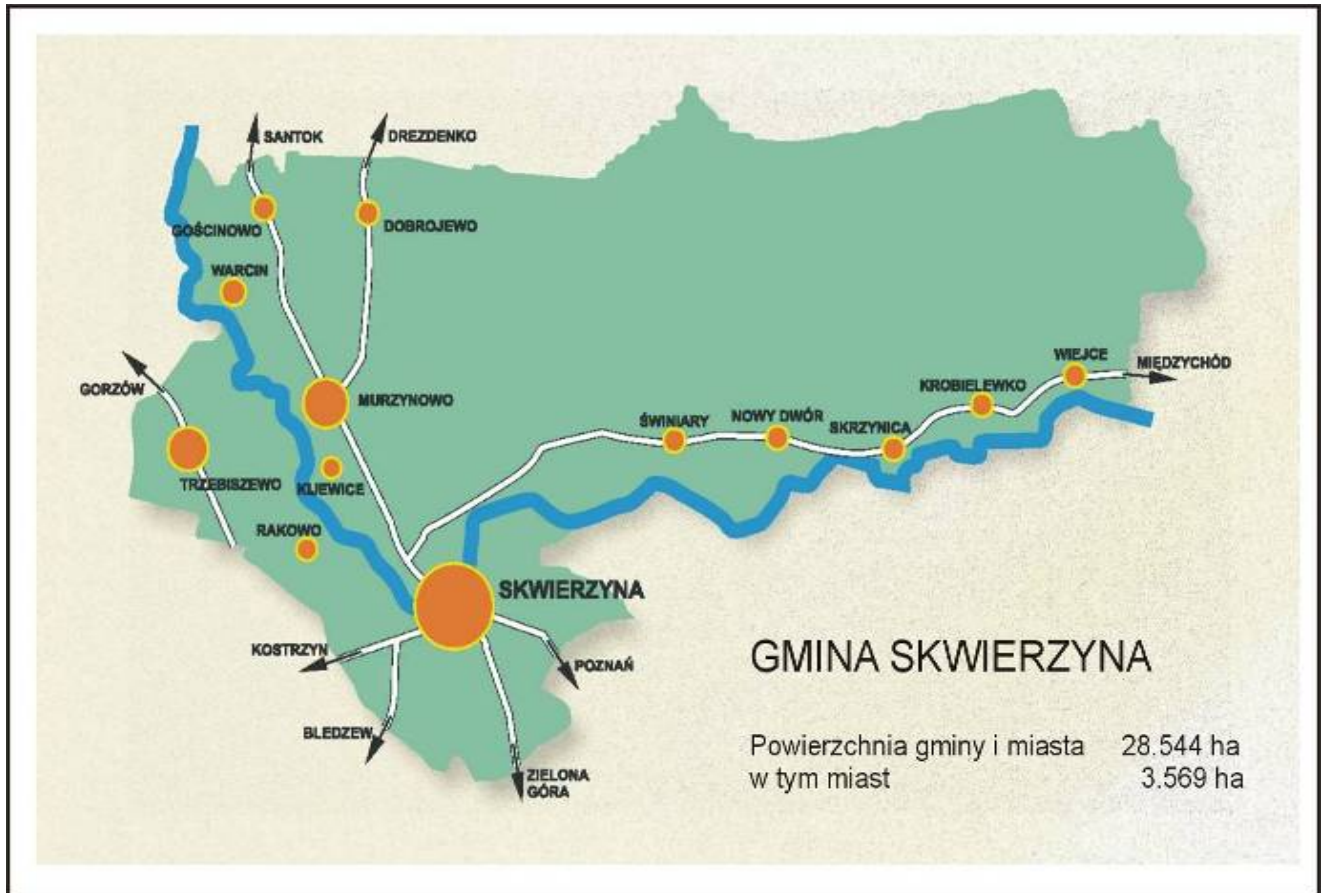 SANTOK
DREZDENKO
GOŚCINOWO
DOBROJEWO
WARCIN
GORZÓW
MURZYNOWO
WIEJCE
MIĘDZYCHÓD
KROBIELEWKO
ŚWINIARY
NOWY DWÓR
SKRZYNICA
TRZEBISZEWO
KIJEWICE
RAKOWO
SKWIERZYNA
KOSTRZYN
POZNAŃ
BLEDZEW
ZIELONA
GÓRA
GMINA SKWIERZYNA
Powierzchnia gminy i miasta 28.544 ha
w tym miast 3.569 ha